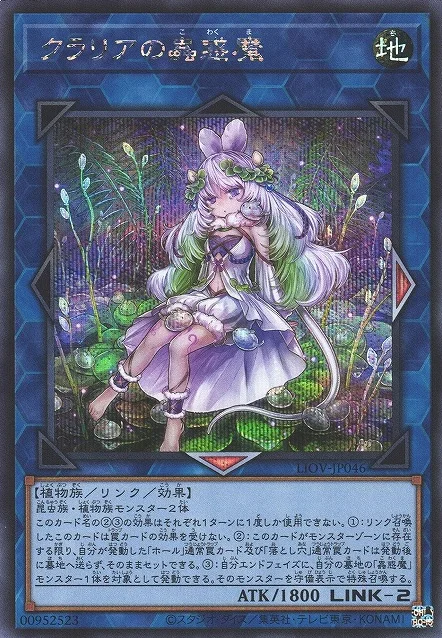 クラリアの蟲惑魔
地
LIOV-JP046
【植物族／リンク／効果】
昆虫族・植物族モンスター２体
このカード名の②③の効果はそれぞれ１ターンに１度しか使用できない。①：リンク召喚
したこのカードは罠カードの効果を受けない。②：このカードがモンスターゾーンに存在
する限り、自分が発動した「ホール」通常罠カード及び「落とし穴」通常罠カードは発動後
に墓地へ送らず、そのままセットできる。③：自分エンドフェイズに、自分の墓地の「蟲惑魔」
モンスター１体を対象として発動できる。そのモンスターを守備表示で特殊召喚する。
ATK/1800 LINK-2
00952523 ©スタジオ・ダイス/集英社・テレビ東京・KONAMI